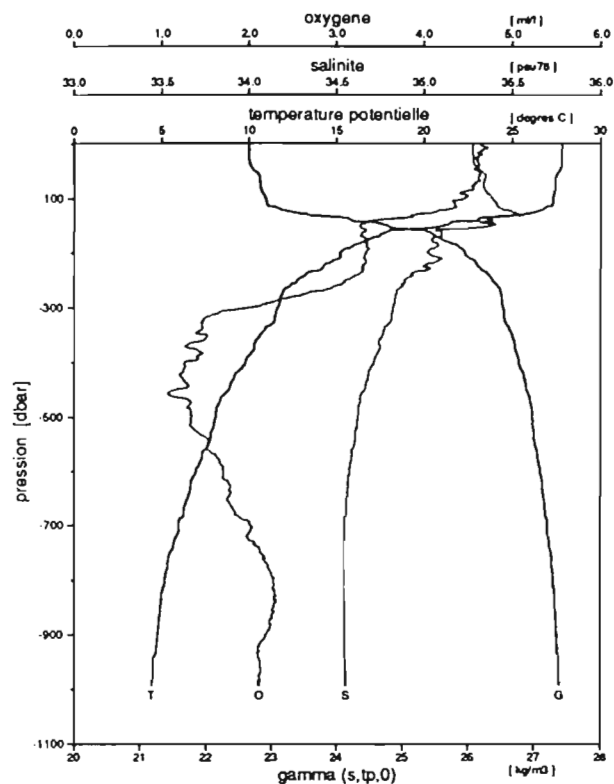 oxygene [ ml/l ]
0.0 1.0 2.0 3.0 4.0 5.0 6.0
salinite [ psu78 ]
33.0 33.5 34.0 34.5 35.0 35.5 36.0
temperature potentielle [ degres C ]
0 5 10 15 20 25 30
100
-300
-500
-700
-900
-1100
pression [dbar]
T O S G
20 21 22 23 24 25 26 27 28
gamma (s,tp,0) [ kg/m3 ]